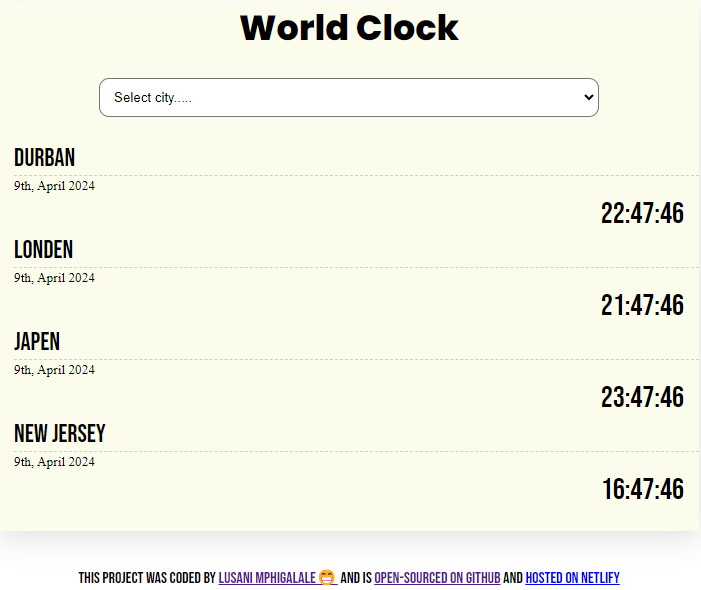 World Clock
Select city.....
DURBAN
9th, April 2024
22:47:46
LONDEN
9th, April 2024
21:47:46
JAPEN
9th, April 2024
23:47:46
NEW JERSEY
9th, April 2024
16:47:46
THIS PROJECT WAS CODED BY LUSANI MPHIGALALE 😁 AND IS OPEN-SOURCED ON GITHUB AND HOSTED ON NETLIFY